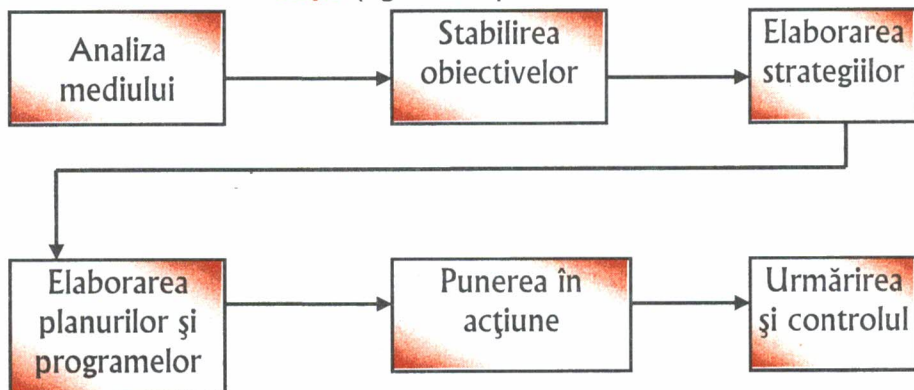 Analiza
mediului
Stabilirea
obiectivelor
Elaborarea
strategiilor
Elaborarea
planurilor şi
programelor
Punerea în
acţiune
Urmărirea
şi controlul